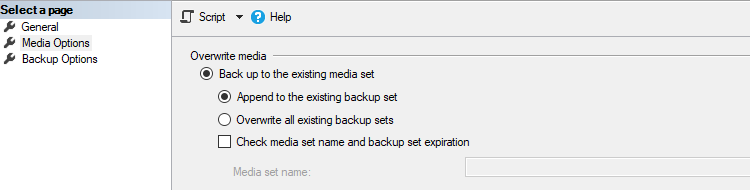 Select a page
General
Media Options
Backup Options
Script
Help
Overwrite media
Back up to the existing media set
Append to the existing backup set
Overwrite all existing backup sets
Check media set name and backup set expiration
Media set name: